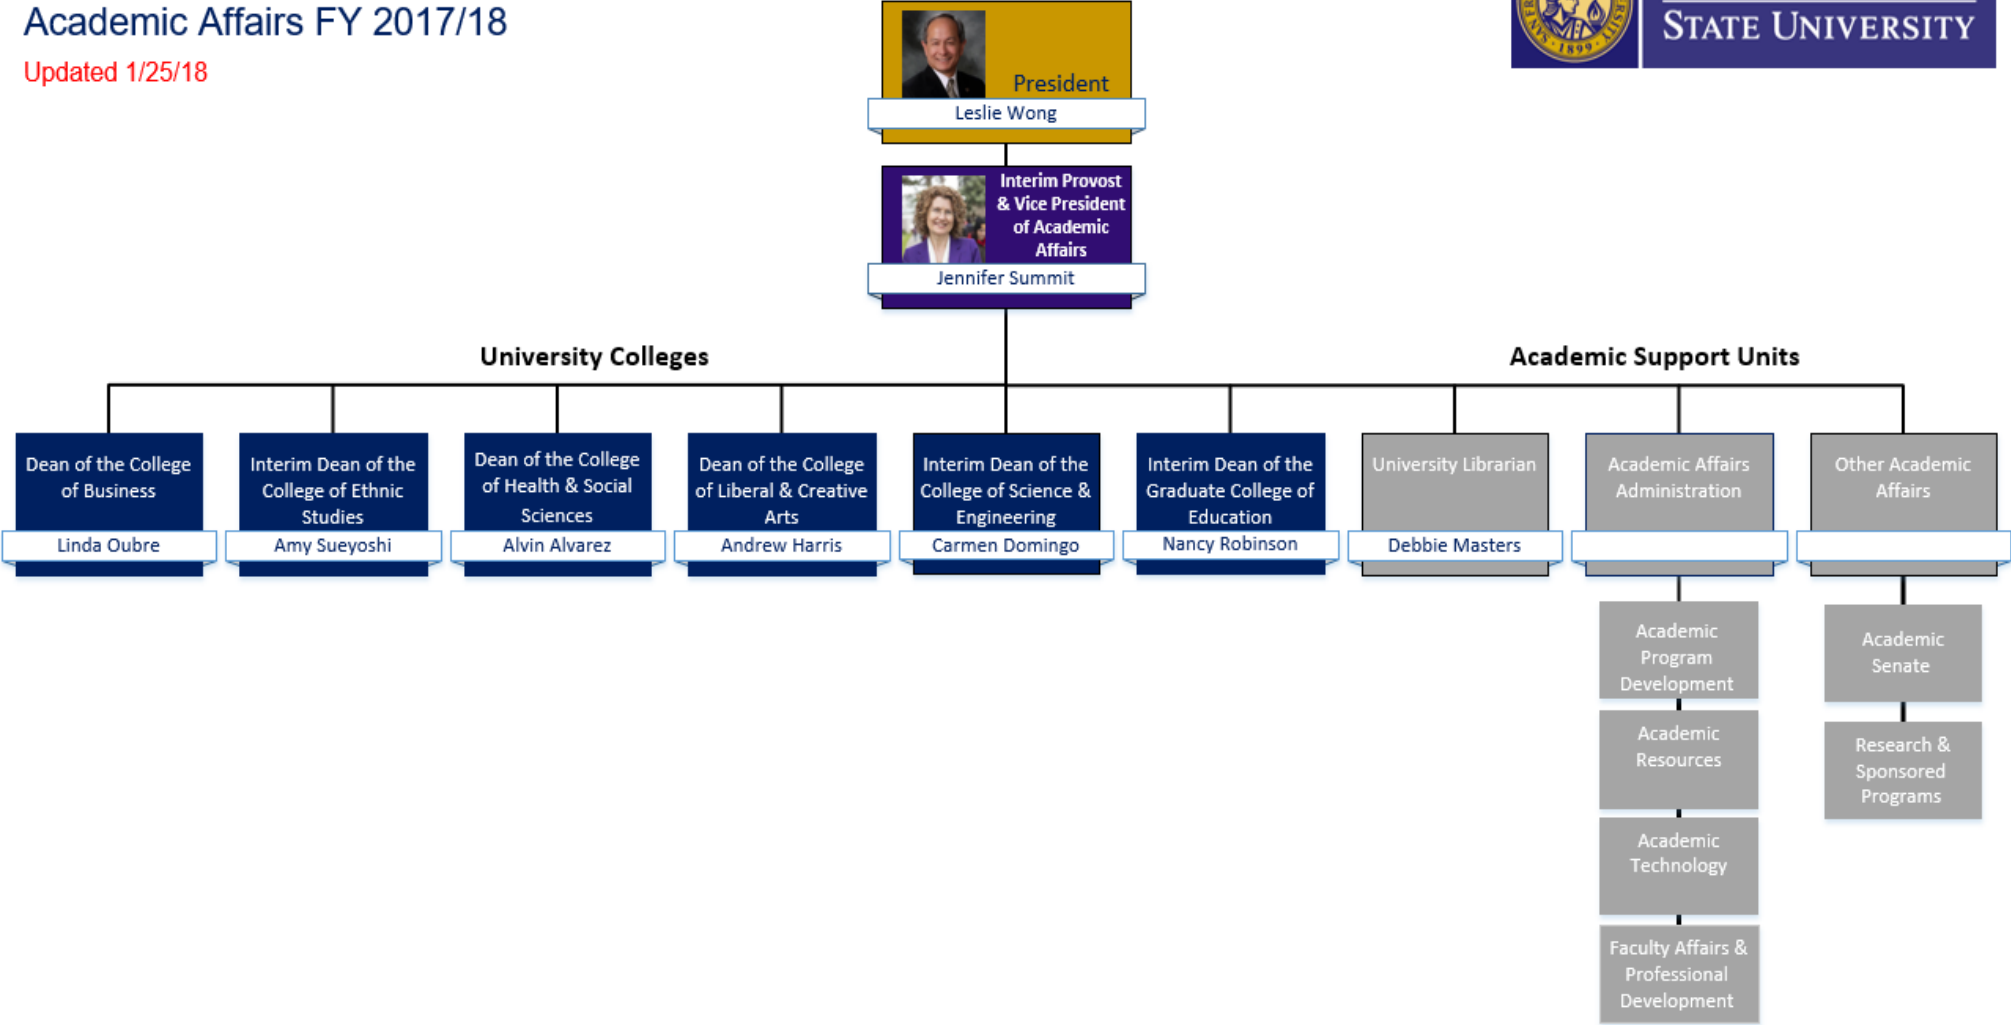 Academic Affairs FY 2017/18
Updated 1/25/18
1899
STATE UNIVERSITY
President
Leslie Wong
Interim Provost
& Vice President
of Academic
Affairs
Jennifer Summit
University Colleges
Academic Support Units
Dean of the College
of Business
Linda Oubre
Interim Dean of the
College of Ethnic
Studies
Amy Sueyoshi
Dean of the College
of Health & Social
Sciences
Alvin Alvarez
Dean of the College
of Liberal & Creative
Arts
Andrew Harris
Interim Dean of the
College of Science &
Engineering
Carmen Domingo
Interim Dean of the
Graduate College of
Education
Nancy Robinson
University Librarian
Debbie Masters
Academic Affairs
Administration
Academic
Program
Development
Academic
Resources
Academic
Technology
Faculty Affairs &
Professional
Development
Other Academic
Affairs
Academic
Senate
Research &
Sponsored
Programs